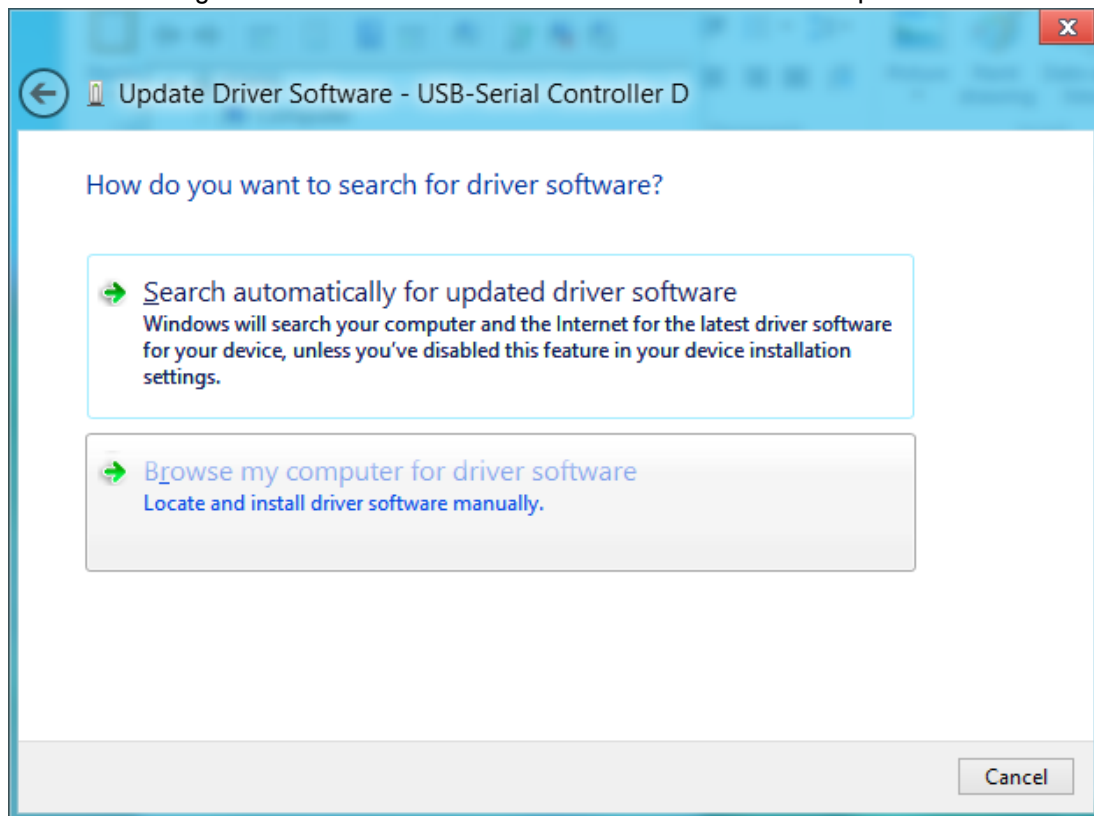 Update Driver Software - USB-Serial Controller D
How do you want to search for driver software?
Search automatically for updated driver software
Windows will search your computer and the Internet for the latest driver software
for your device, unless you've disabled this feature in your device installation
settings.
Browse my computer for driver software
Locate and install driver software manually.
Cancel